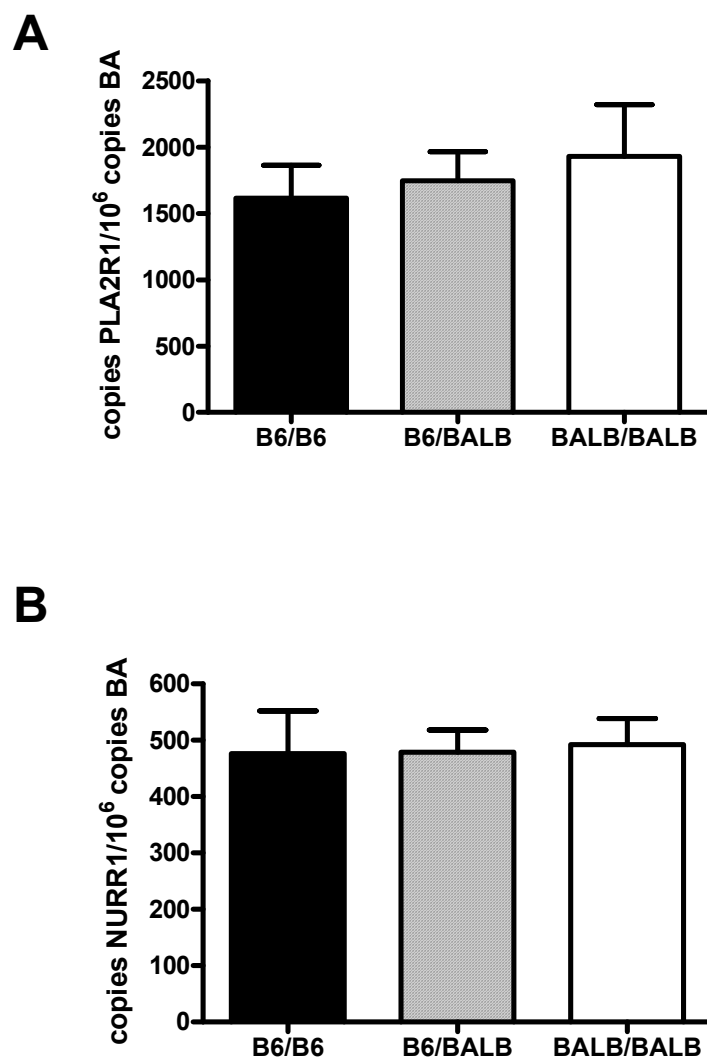 A
copies PLA2R1/10⁶ copies BA
2500
2000
1500
1000
500
0
B6/B6 B6/BALB BALB/BALB
B
copies NURR1/10⁶ copies BA
600
500
400
300
200
100
0
B6/B6 B6/BALB BALB/BALB